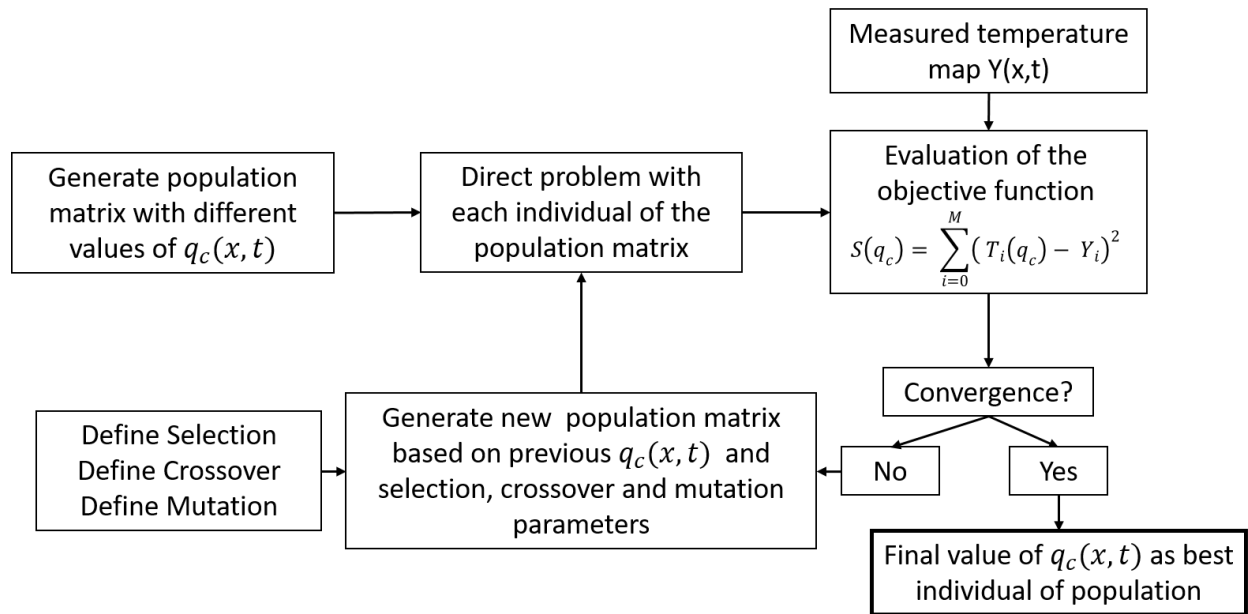 Measured temperature
map Y(x,t)
Generate population
matrix with different
values of q_c(x, t)
Direct problem with
each individual of the
population matrix
Evaluation of the
objective function
S(q_c) = \sum_{i=0}^{M} ( T_i(q_c) − Y_i)^2
Convergence?
No
Yes
Define Selection
Define Crossover
Define Mutation
Generate new population matrix
based on previous q_c(x, t) and
selection, crossover and mutation
parameters
Final value of q_c(x, t) as best
individual of population